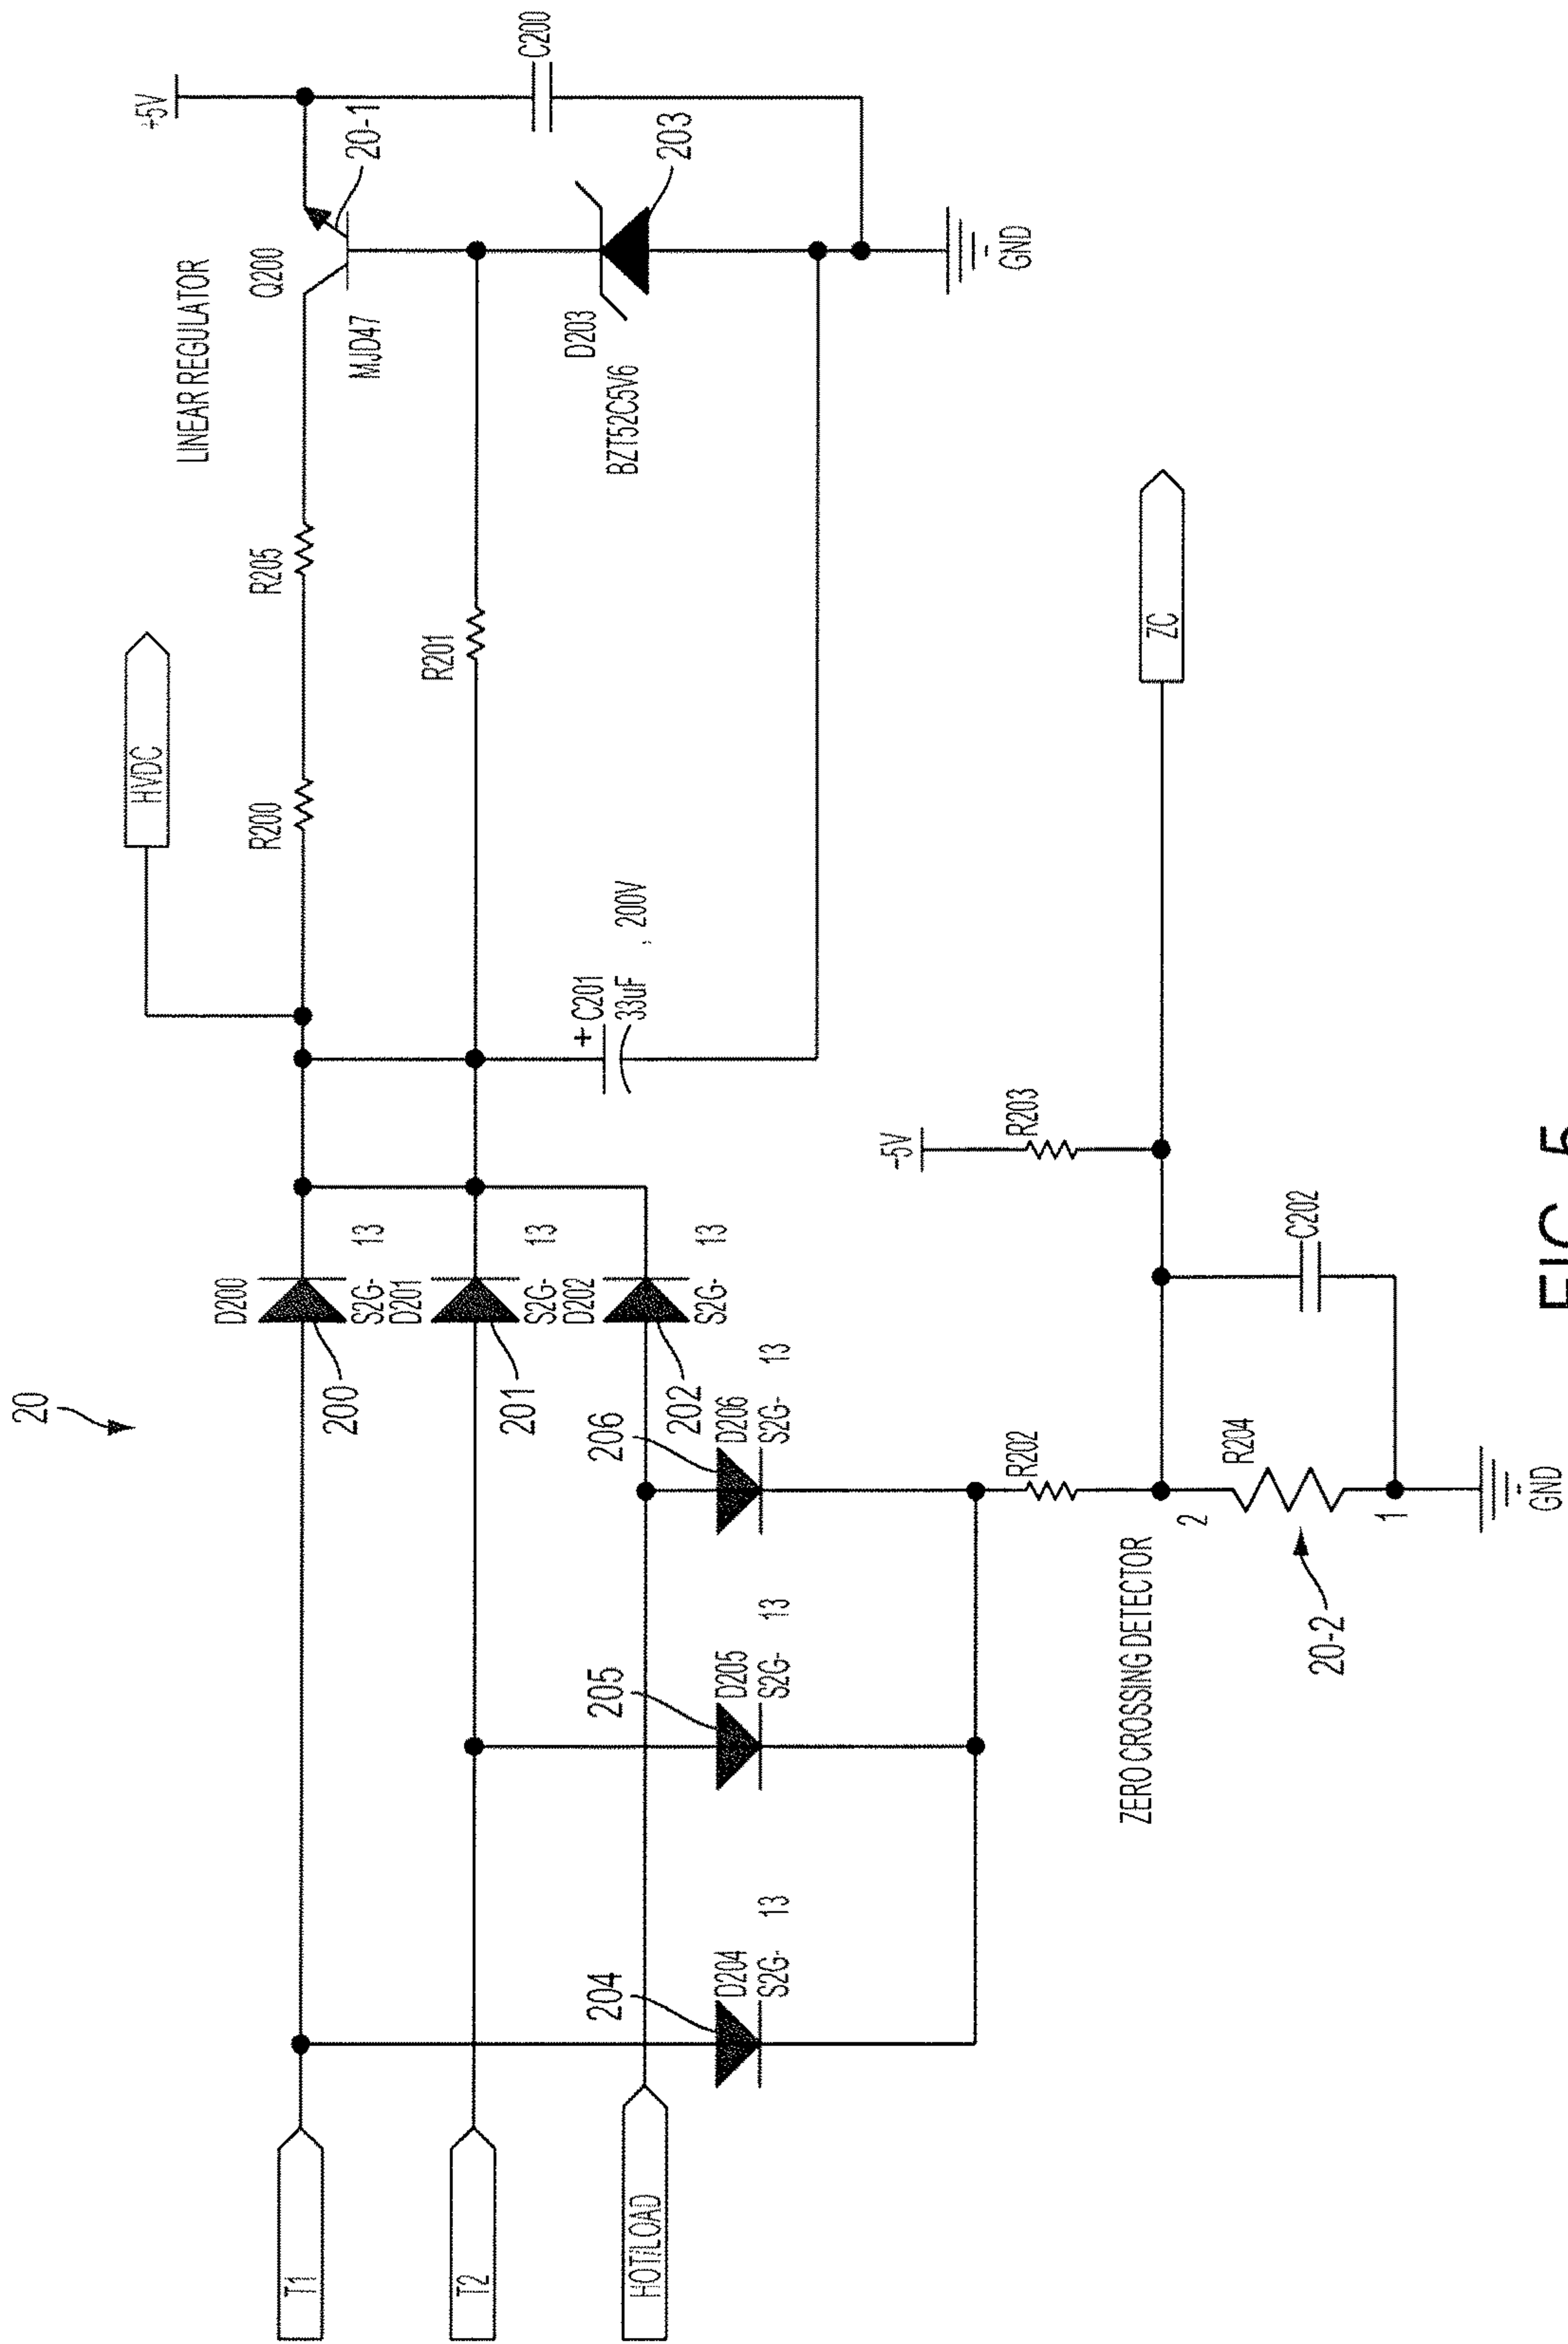 20
T1
T2
HOT/LOAD
204
D204
S2G-
13
205
D205
S2G-
13
206
D206
S2G-
13
D200
S2G-
13
200
D201
S2G-
13
201
D202
S2G-
13
202
HVDC
R200
R205
LINEAR REGULATOR
Q200
MJD47
20-1
+5V
C200
R201
+
C201
33uF
, 200V
D203
BZT52C5V6
203
GND
-5V
R203
ZC
R202
ZERO CROSSING DETECTOR
2
R204
1
20-2
C202
GND
FIG. 5